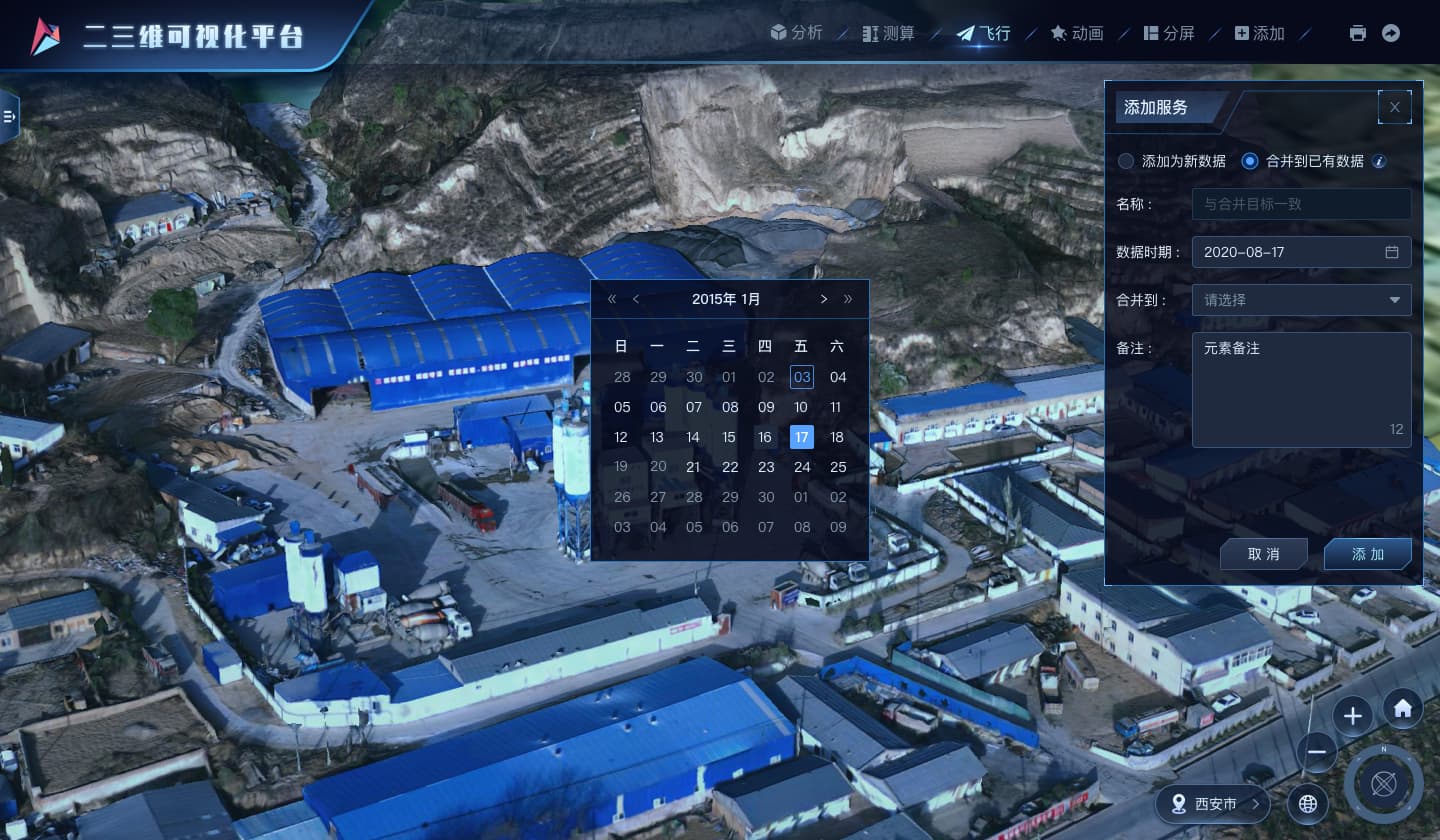 二三维可视化平台
分析
测算
飞行
动画
分屏
添加
添加服务
添加为新数据 合并到已有数据
名称 : 与合并目标一致
数据时期 : 2020-08-17
合并到 : 请选择
备注 : 元素备注
12
取 消 添 加
« < 2015年 1月 > »
日 一 二 三 四 五 六
28 29 30 01 02 03 04
05 06 07 08 09 10 11
12 13 14 15 16 17 18
19 20 21 22 23 24 25
26 27 28 29 30 01 02
03 04 05 06 07 08 09
N
西安市 >